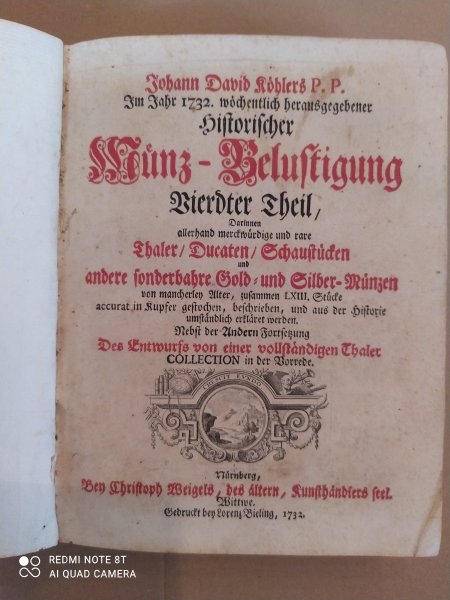 Johann David Köhlers P. P.
Im Jahr 1732. wöchentlich herausgegebener
Historischer
Münz-Belustigung
Vierdter Theil,
Darinnen
allerhand merckwürdige und rare
Thaler/ Ducaten/ Schaustücken
und
andere sonderbahre Gold- und Silber-Münzen
von mancherley Alter, zusammen LXIII. Stücke
accurat in Kupfer gestochen, beschrieben, und aus der Historie
umständlich erkläret werden.
Nebst der Andern Fortsetzung
Des Entwurfs von einer vollständigen Thaler
COLLECTION in der Vorrede.
Nürnberg,
Bey Christoph Weigels, des ältern, Kunsthändlers seel.
Wittwe.
Gedruckt bey Lorenz Bieling, 1732.
REDMI NOTE 8T
AI QUAD CAMERA